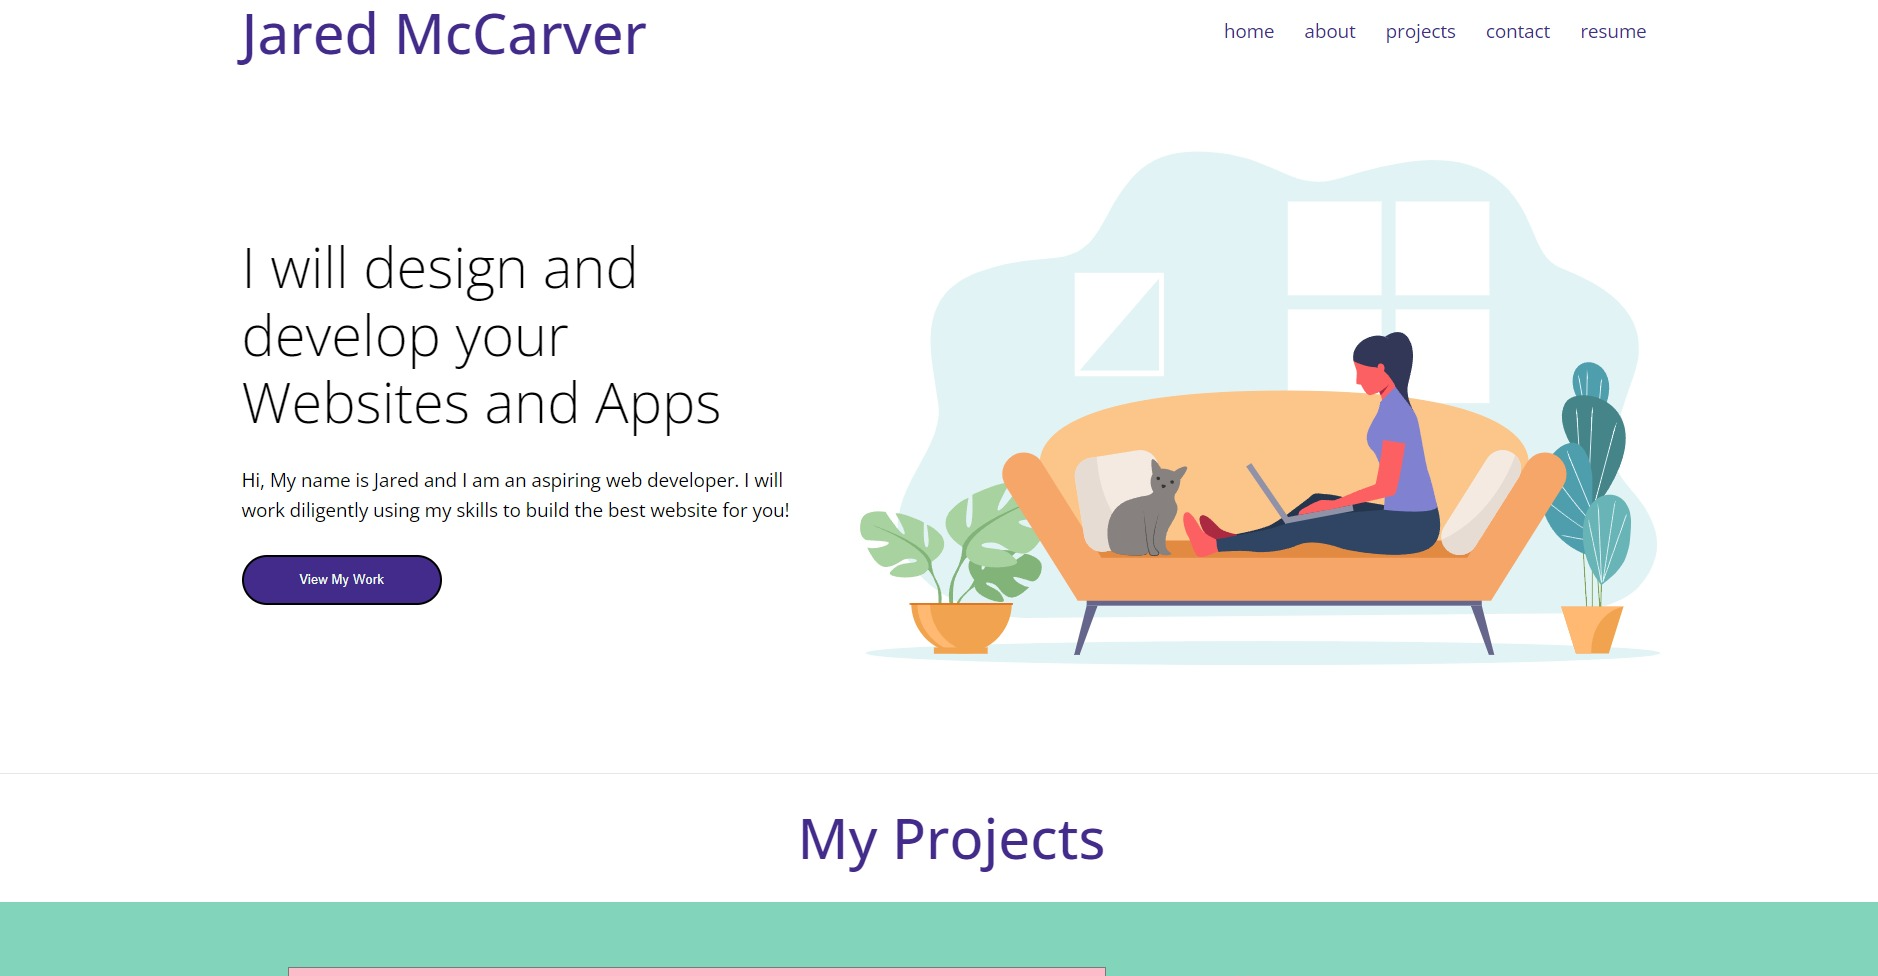 Jared McCarver
home about projects contact resume
I will design and
develop your
Websites and Apps
Hi, My name is Jared and I am an aspiring web developer. I will
work diligently using my skills to build the best website for you!
View My Work
My Projects